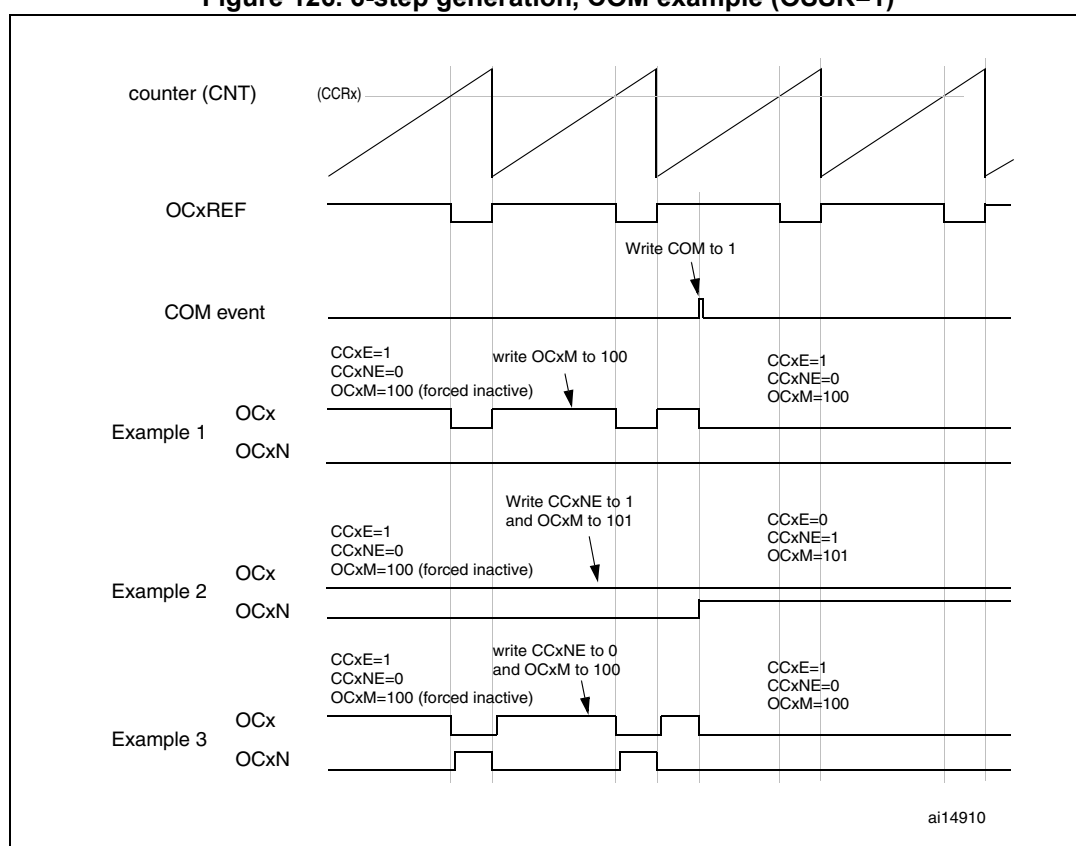 Figure 126. 6-step generation, COM example (OSSR=1)
counter (CNT)
(CCRx)
OCxREF
Write COM to 1
COM event
CCxE=1
CCxNE=0
OCxM=100 (forced inactive)
write OCxM to 100
CCxE=1
CCxNE=0
OCxM=100
Example 1
OCx
OCxN
CCxE=1
CCxNE=0
OCxM=100 (forced inactive)
Write CCxNE to 1
and OCxM to 101
CCxE=0
CCxNE=1
OCxM=101
Example 2
OCx
OCxN
CCxE=1
CCxNE=0
OCxM=100 (forced inactive)
write CCxNE to 0
and OCxM to 100
CCxE=1
CCxNE=0
OCxM=100
Example 3
OCx
OCxN
ai14910